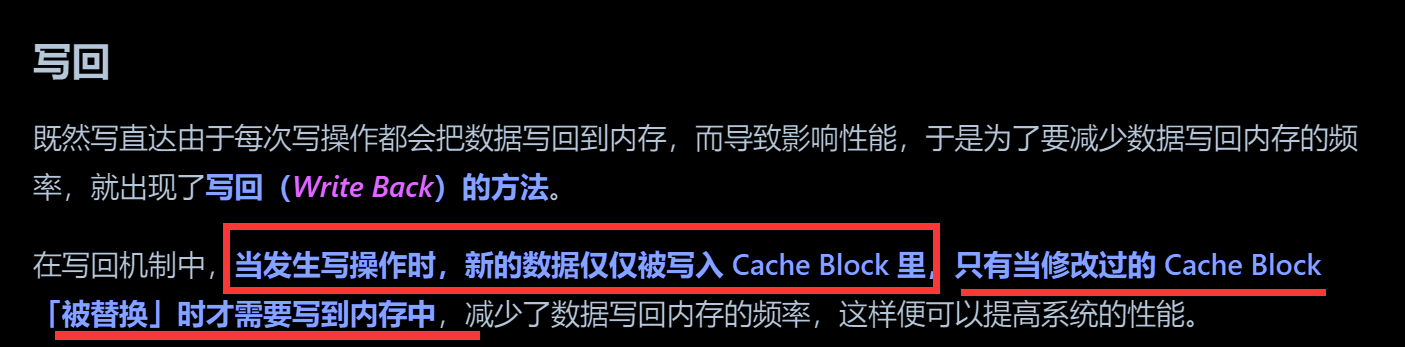 写回
既然写直达由于每次写操作都会把数据写回到内存，而导致影响性能，于是为了要减少数据写回内存的频
率，就出现了写回（Write Back）的方法。
在写回机制中，当发生写操作时，新的数据仅仅被写入 Cache Block 里，只有当修改过的 Cache Block
「被替换」时才需要写到内存中，减少了数据写回内存的频率，这样便可以提高系统的性能。